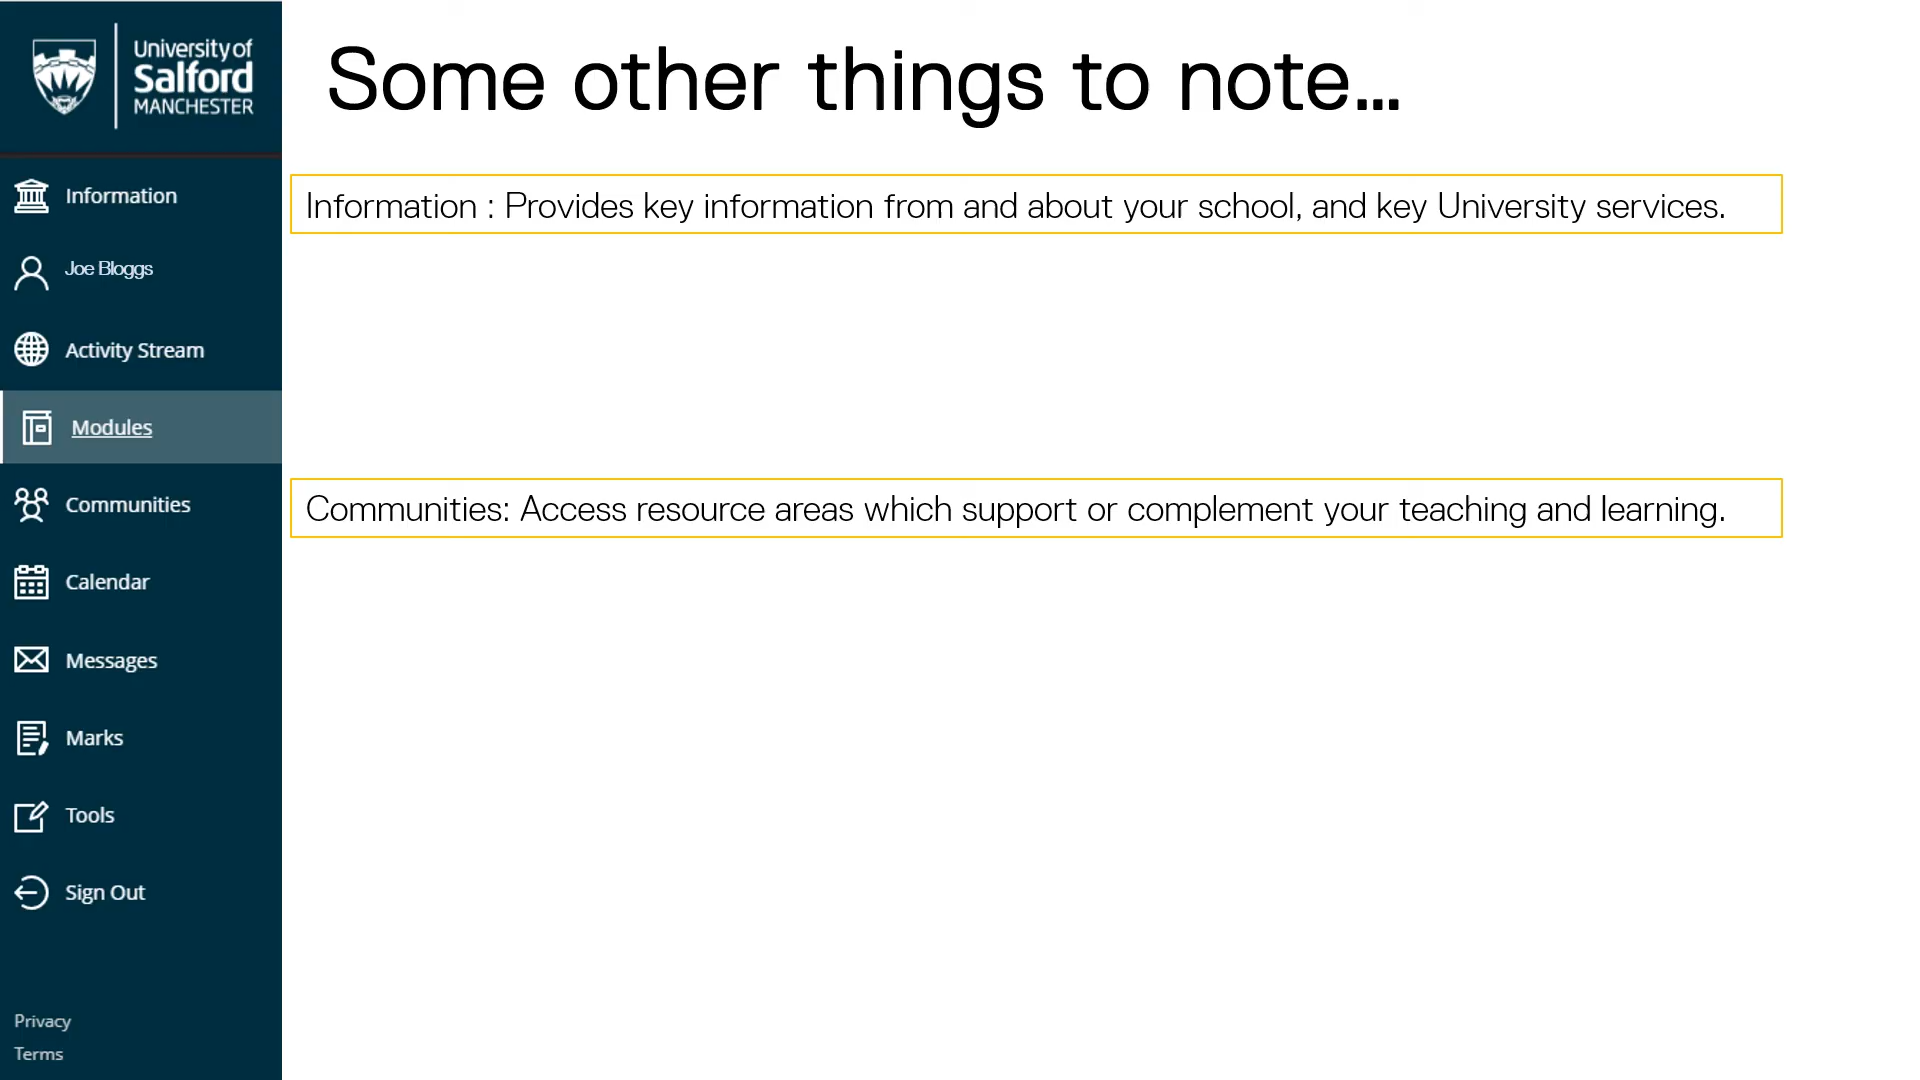 University of
Salford
MANCHESTER
Some other things to note...
Information
Information : Provides key information from and about your school, and key University services.
Joe Bloggs
Activity Stream
Modules
Communities
Communities: Access resource areas which support or complement your teaching and learning.
Calendar
Messages
Marks
Tools
Sign Out
Privacy
Terms